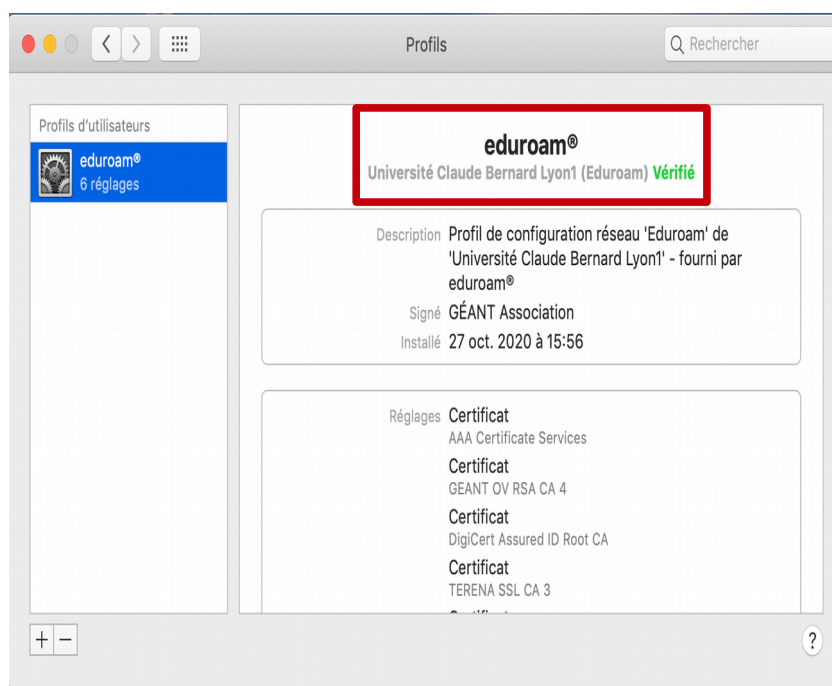 Profils
Rechercher
Profils d'utilisateurs
eduroam®
6 réglages
eduroam®
Université Claude Bernard Lyon1 (Eduroam) Vérifié
Description Profil de configuration réseau 'Eduroam' de
'Université Claude Bernard Lyon1' - fourni par
eduroam®
Signé GÉANT Association
Installé 27 oct. 2020 à 15:56
Réglages Certificat
AAA Certificate Services
Certificat
GEANT OV RSA CA 4
Certificat
DigiCert Assured ID Root CA
Certificat
TERENA SSL CA 3
+ −
?